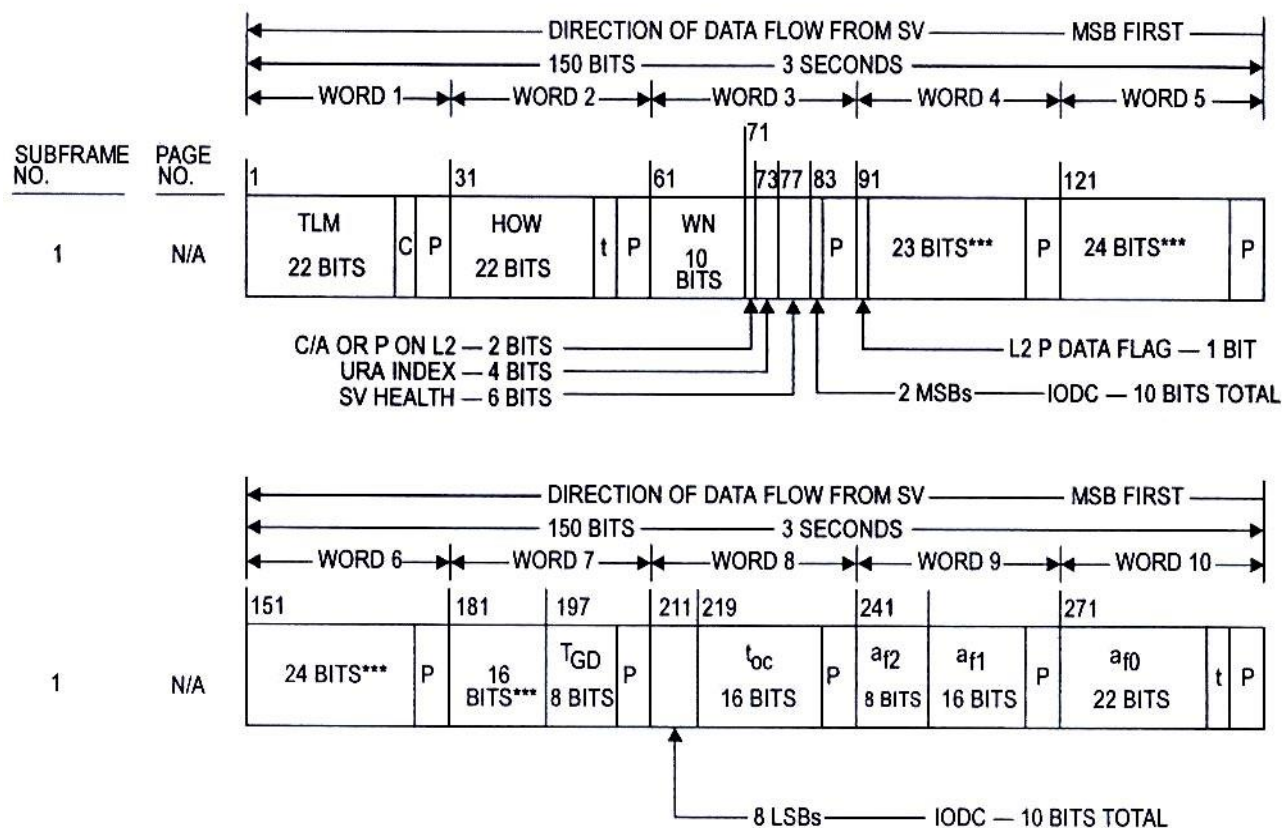 DIRECTION OF DATA FLOW FROM SV MSB FIRST
150 BITS 3 SECONDS
WORD 1 WORD 2 WORD 3 WORD 4 WORD 5
71
SUBFRAME NO. PAGE NO.
1 31 61 73 77 83 91 121
1 N/A
TLM 22 BITS C P HOW 22 BITS t P WN 10 BITS P 23 BITS*** P 24 BITS*** P
C/A OR P ON L2 — 2 BITS
URA INDEX — 4 BITS
SV HEALTH — 6 BITS
L2 P DATA FLAG — 1 BIT
2 MSBs IODC — 10 BITS TOTAL
DIRECTION OF DATA FLOW FROM SV MSB FIRST
150 BITS 3 SECONDS
WORD 6 WORD 7 WORD 8 WORD 9 WORD 10
151 181 197 211 219 241 271
1 N/A
24 BITS*** P 16 BITS*** TGD 8 BITS P toc 16 BITS P af2 8 BITS af1 16 BITS P af0 22 BITS t P
8 LSBs IODC — 10 BITS TOTAL